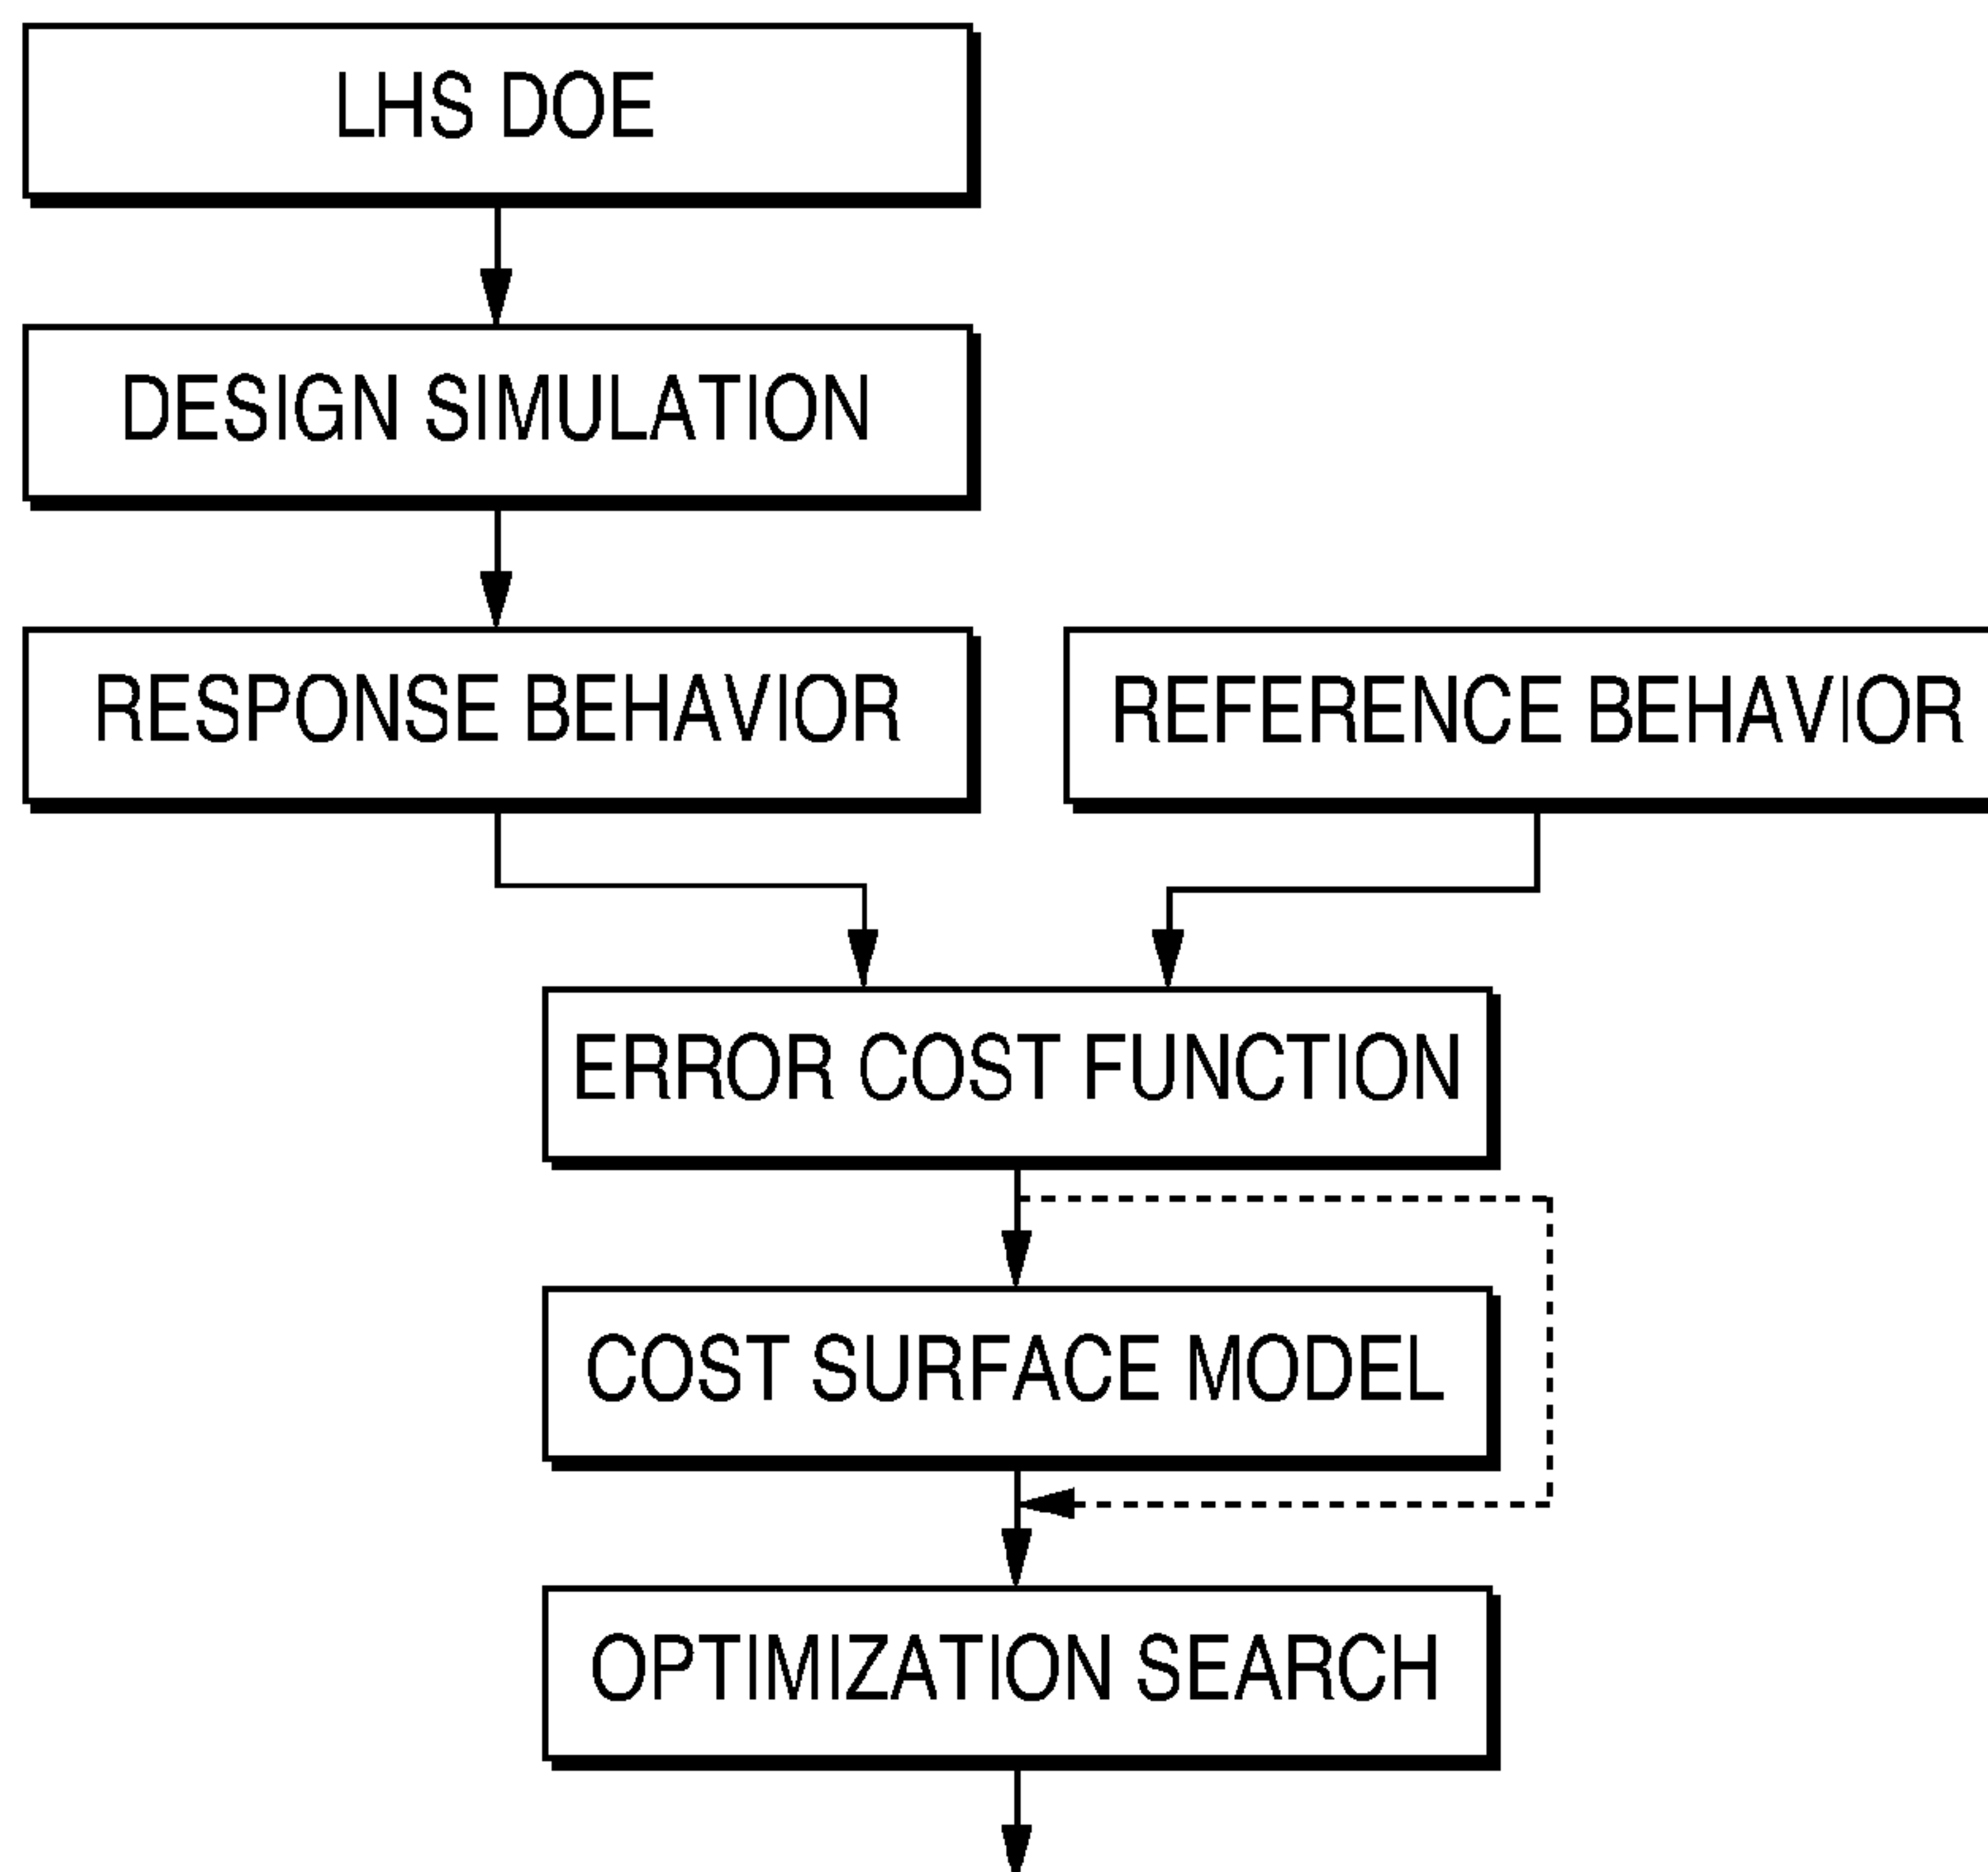 LHS DOE
DESIGN SIMULATION
RESPONSE BEHAVIOR
REFERENCE BEHAVIOR
ERROR COST FUNCTION
COST SURFACE MODEL
OPTIMIZATION SEARCH